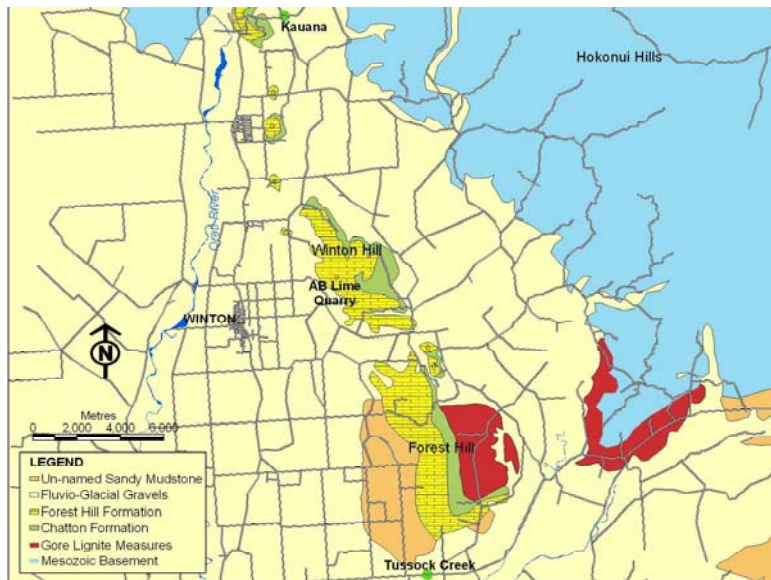 Kauana
Hokonui Hills
Oreti River
Winton Hill
AB Lime
Quarry
WINTON
N
Metres
0 2,000 4,000 6,000
Forest Hill
LEGEND
Un-named Sandy Mudstone
Fluvio-Glacial Gravels
Forest Hill Formation
Chatton Formation
Gore Lignite Measures
Mesozoic Basement
Tussock Creek